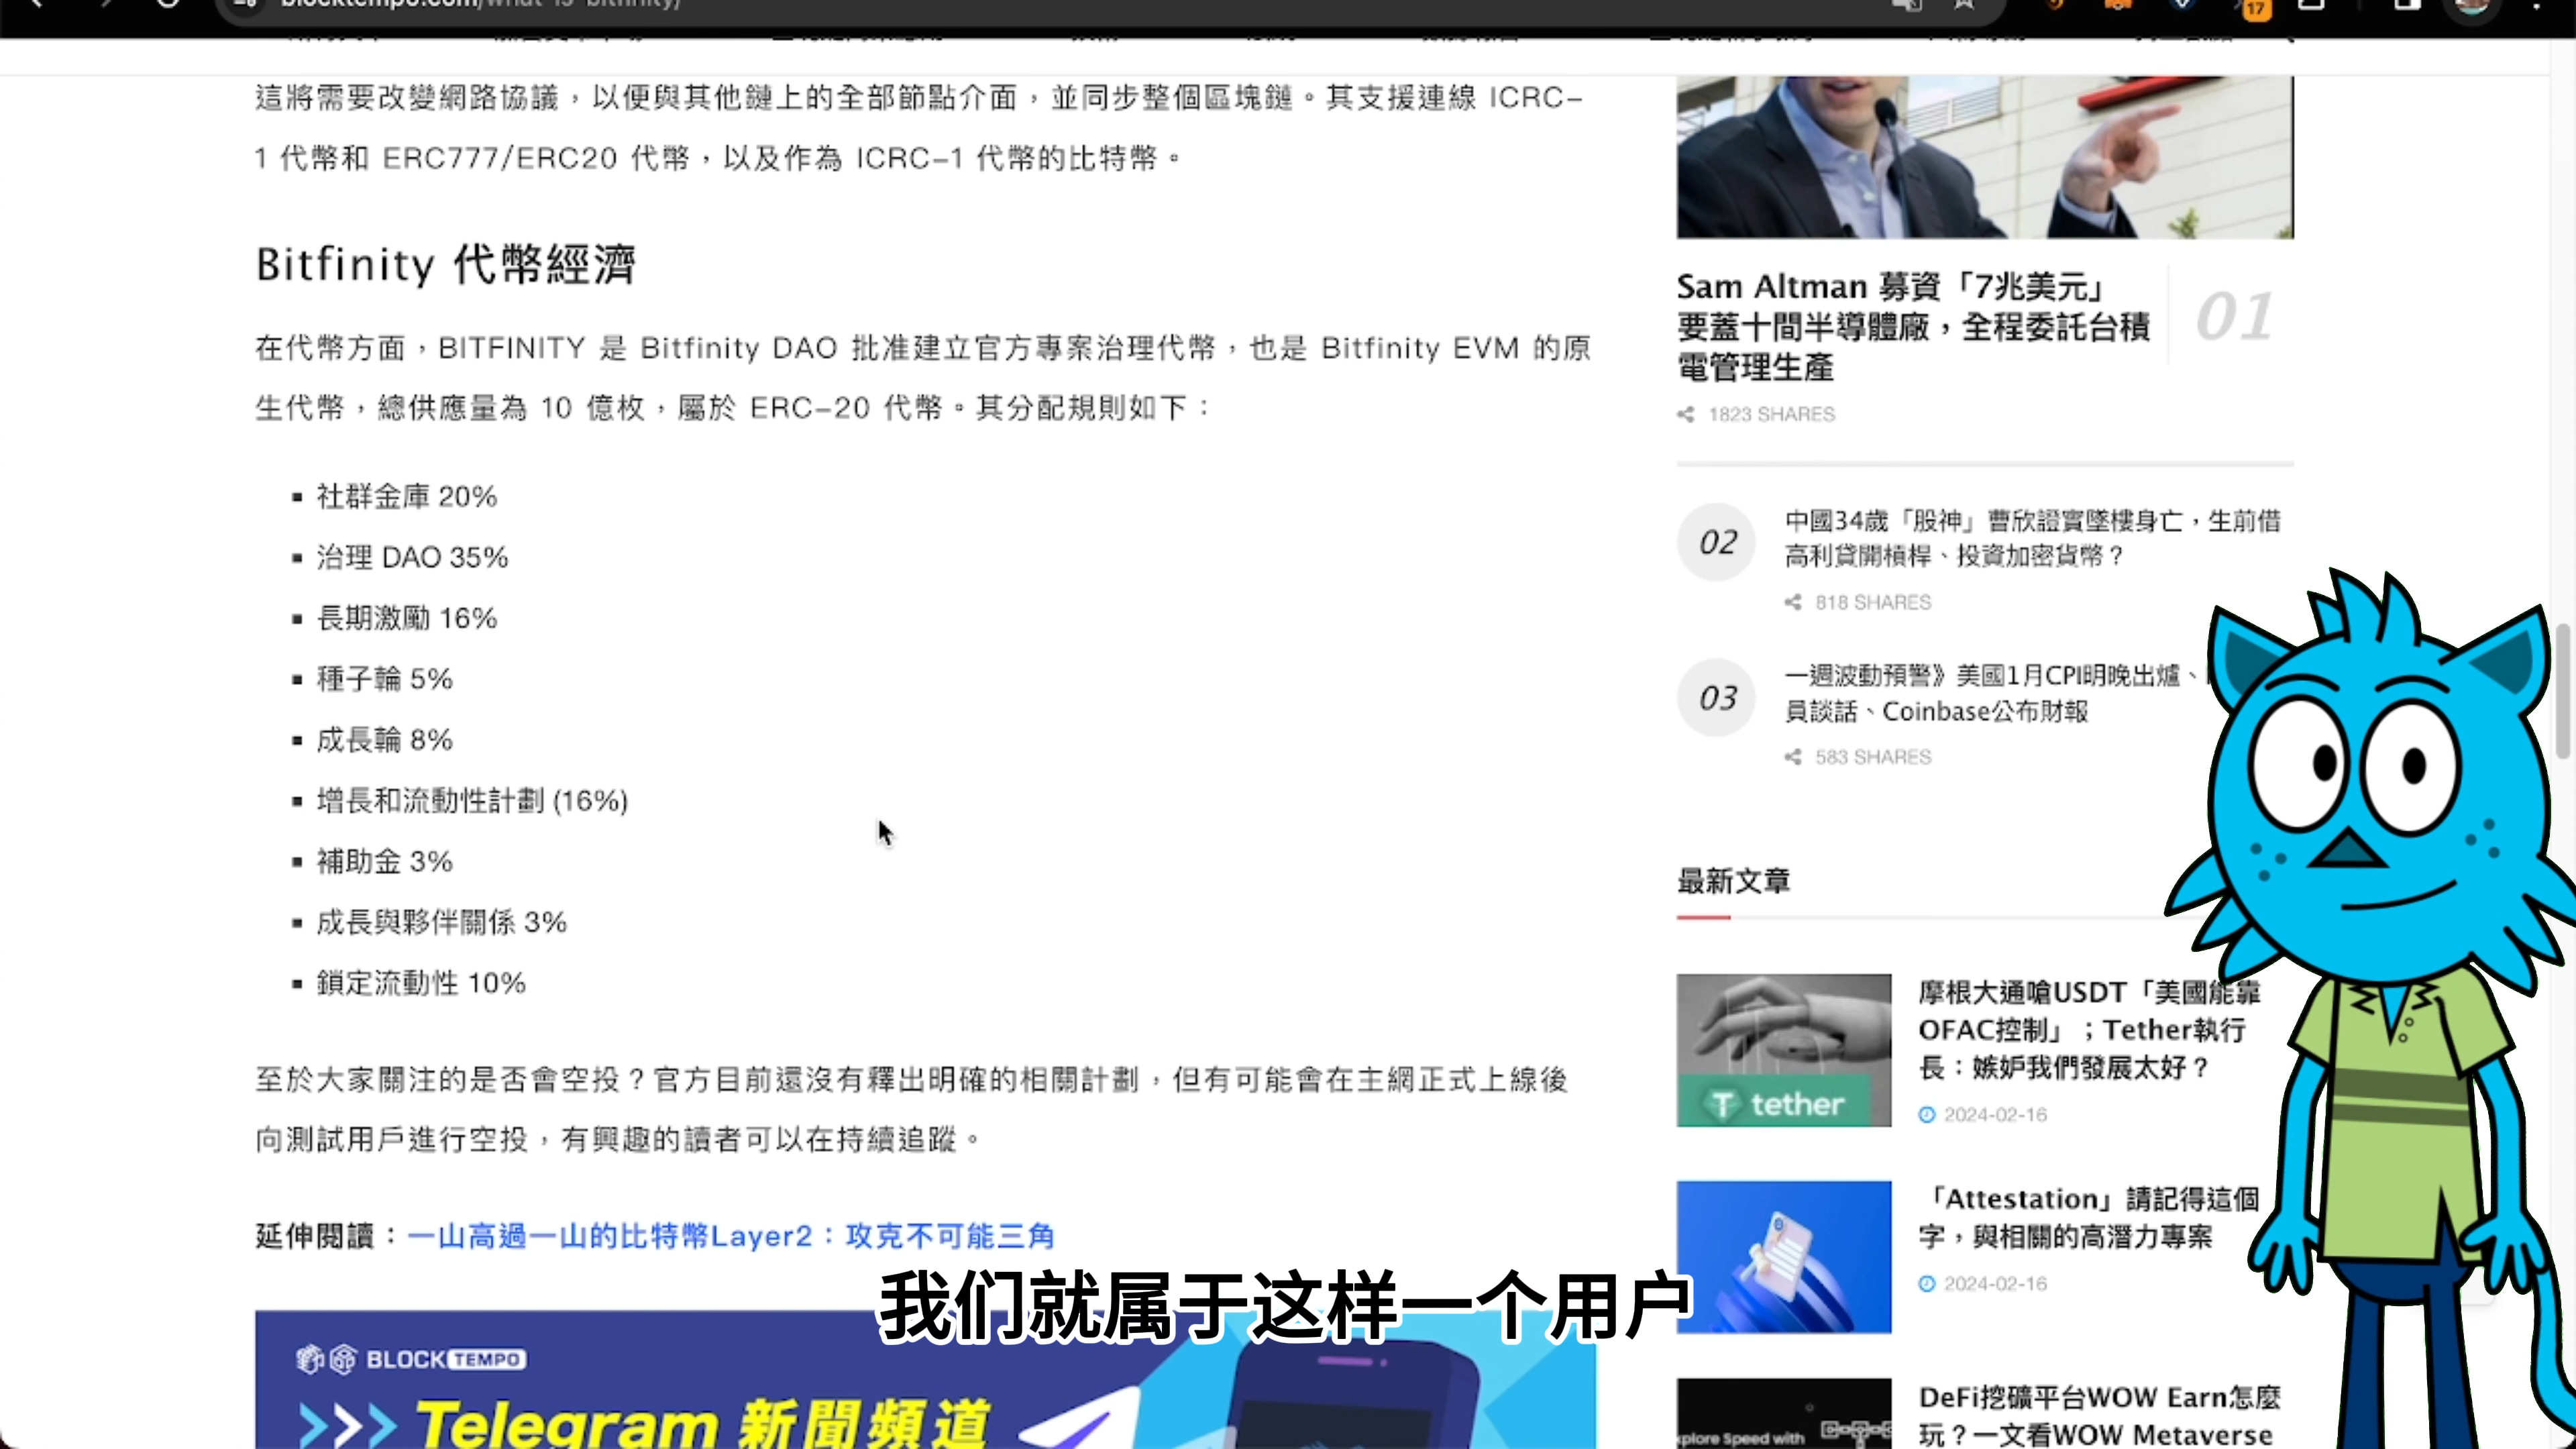 blocktempo.com/what-is-bitfinity/
17
這將需要改變網路協議，以便與其他鏈上的全部節點介面，並同步整個區塊鏈。其支援連線 ICRC-
1 代幣和 ERC777/ERC20 代幣，以及作為 ICRC-1 代幣的比特幣。
Bitfinity 代幣經濟
在代幣方面，BITFINITY 是 Bitfinity DAO 批准建立官方專案治理代幣，也是 Bitfinity EVM 的原
生代幣，總供應量為 10 億枚，屬於 ERC-20 代幣。其分配規則如下：
▪ 社群金庫 20%
▪ 治理 DAO 35%
▪ 長期激勵 16%
▪ 種子輪 5%
▪ 成長輪 8%
▪ 增長和流動性計劃 (16%)
▪ 補助金 3%
▪ 成長與夥伴關係 3%
▪ 鎖定流動性 10%
至於大家關注的是否會空投？官方目前還沒有釋出明確的相關計劃，但有可能會在主網正式上線後
向測試用戶進行空投，有興趣的讀者可以在持續追蹤。
延伸閱讀：一山高過一山的比特幣Layer2：攻克不可能三角
BLOCKTEMPO
>>> Telegram 新聞頻道
Sam Altman 募資「7兆美元」
要蓋十間半導體廠，全程委託台積
電管理生產
01
1823 SHARES
02
中國34歲「股神」曹欣證實墜樓身亡，生前借
高利貸開槓桿、投資加密貨幣？
818 SHARES
03
一週波動預警》美國1月CPI明晚出爐、
員談話、Coinbase公布財報
583 SHARES
最新文章
tether
摩根大通嗆USDT「美國能靠
OFAC控制」；Tether執行
長：嫉妒我們發展太好？
2024-02-16
「Attestation」請記得這個
字，與相關的高潛力專案
2024-02-16
plore Speed with
DeFi挖礦平台WOW Earn怎麼
玩？一文看WOW Metaverse
我们就属于这样一个用户